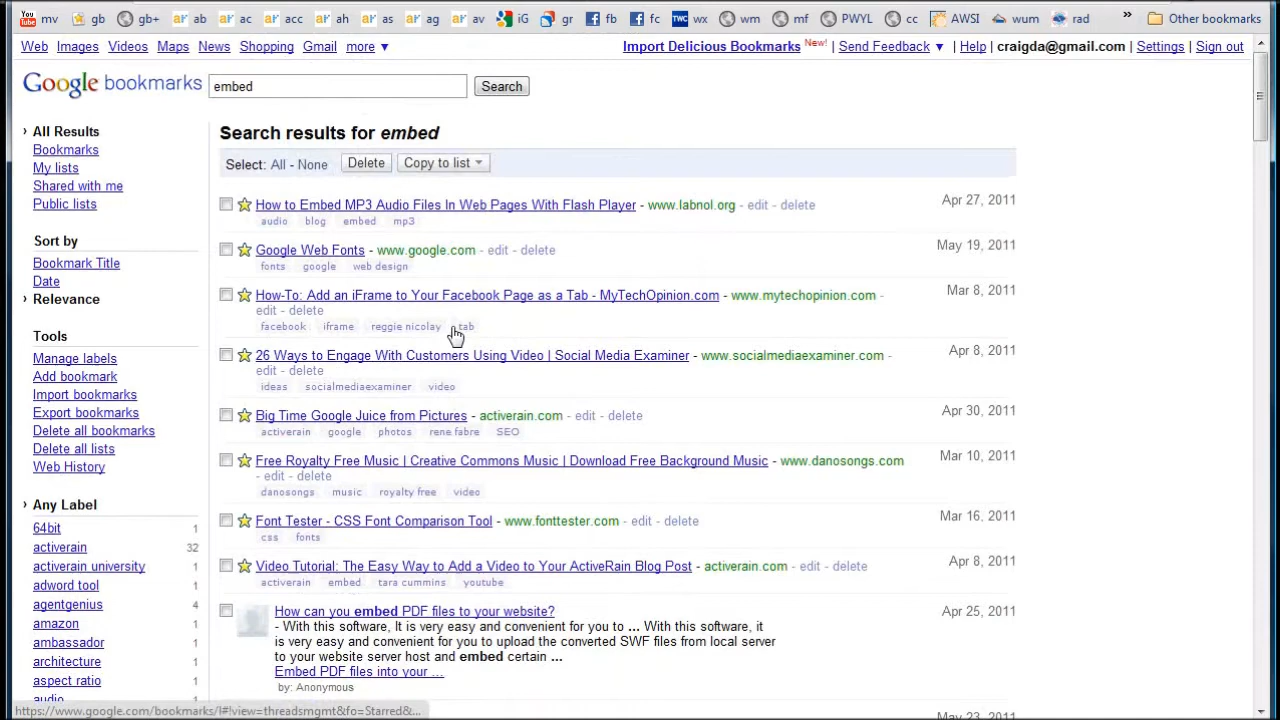 mv gb gb+ ab ac acc ah as ag av iG gr fb fc wx wm mf PWYL cc AWSI wum rad » Other bookmarks
Web Images Videos Maps News Shopping Gmail more ▼ Import Delicious Bookmarks New! | Send Feedback ▼ | Help | craigda@gmail.com | Settings | Sign out
Google bookmarks embed Search
› All Results
Bookmarks
My lists
Shared with me
Public lists
Sort by
Bookmark Title
Date
› Relevance
Tools
Manage labels
Add bookmark
Import bookmarks
Export bookmarks
Delete all bookmarks
Delete all lists
Web History
› Any Label
64bit 1
activerain 32
activerain university 1
adword tool 1
agentgenius 4
amazon 1
ambassador 1
architecture 1
aspect ratio 1
audio
Search results for embed
Select: All - None Delete Copy to list
How to Embed MP3 Audio Files In Web Pages With Flash Player - www.labnol.org - edit - delete Apr 27, 2011
audio blog embed mp3
Google Web Fonts - www.google.com - edit - delete May 19, 2011
fonts google web design
How-To: Add an iFrame to Your Facebook Page as a Tab - MyTechOpinion.com - www.mytechopinion.com - Mar 8, 2011
edit - delete
facebook iframe reggie nicolay tab
26 Ways to Engage With Customers Using Video | Social Media Examiner - www.socialmediaexaminer.com - Apr 8, 2011
edit - delete
ideas socialmediaexaminer video
Big Time Google Juice from Pictures - activerain.com - edit - delete Apr 30, 2011
activerain google photos rene fabre SEO
Free Royalty Free Music | Creative Commons Music | Download Free Background Music - www.danosongs.com Mar 10, 2011
- edit - delete
danosongs music royalty free video
Font Tester - CSS Font Comparison Tool - www.fonttester.com - edit - delete Mar 16, 2011
css fonts
Video Tutorial: The Easy Way to Add a Video to Your ActiveRain Blog Post - activerain.com - edit - delete Apr 8, 2011
activerain embed tara cummins youtube
How can you embed PDF files to your website? Apr 25, 2011
- With this software, It is very easy and convenient for you to ... With this software, it
is very easy and convenient for you to upload the converted SWF files from local server
to your website server host and embed certain ...
Embed PDF files into your ...
by: Anonymous
https://www.google.com/bookmarks/l#!view=threadsmgmt&fo=Starred&...